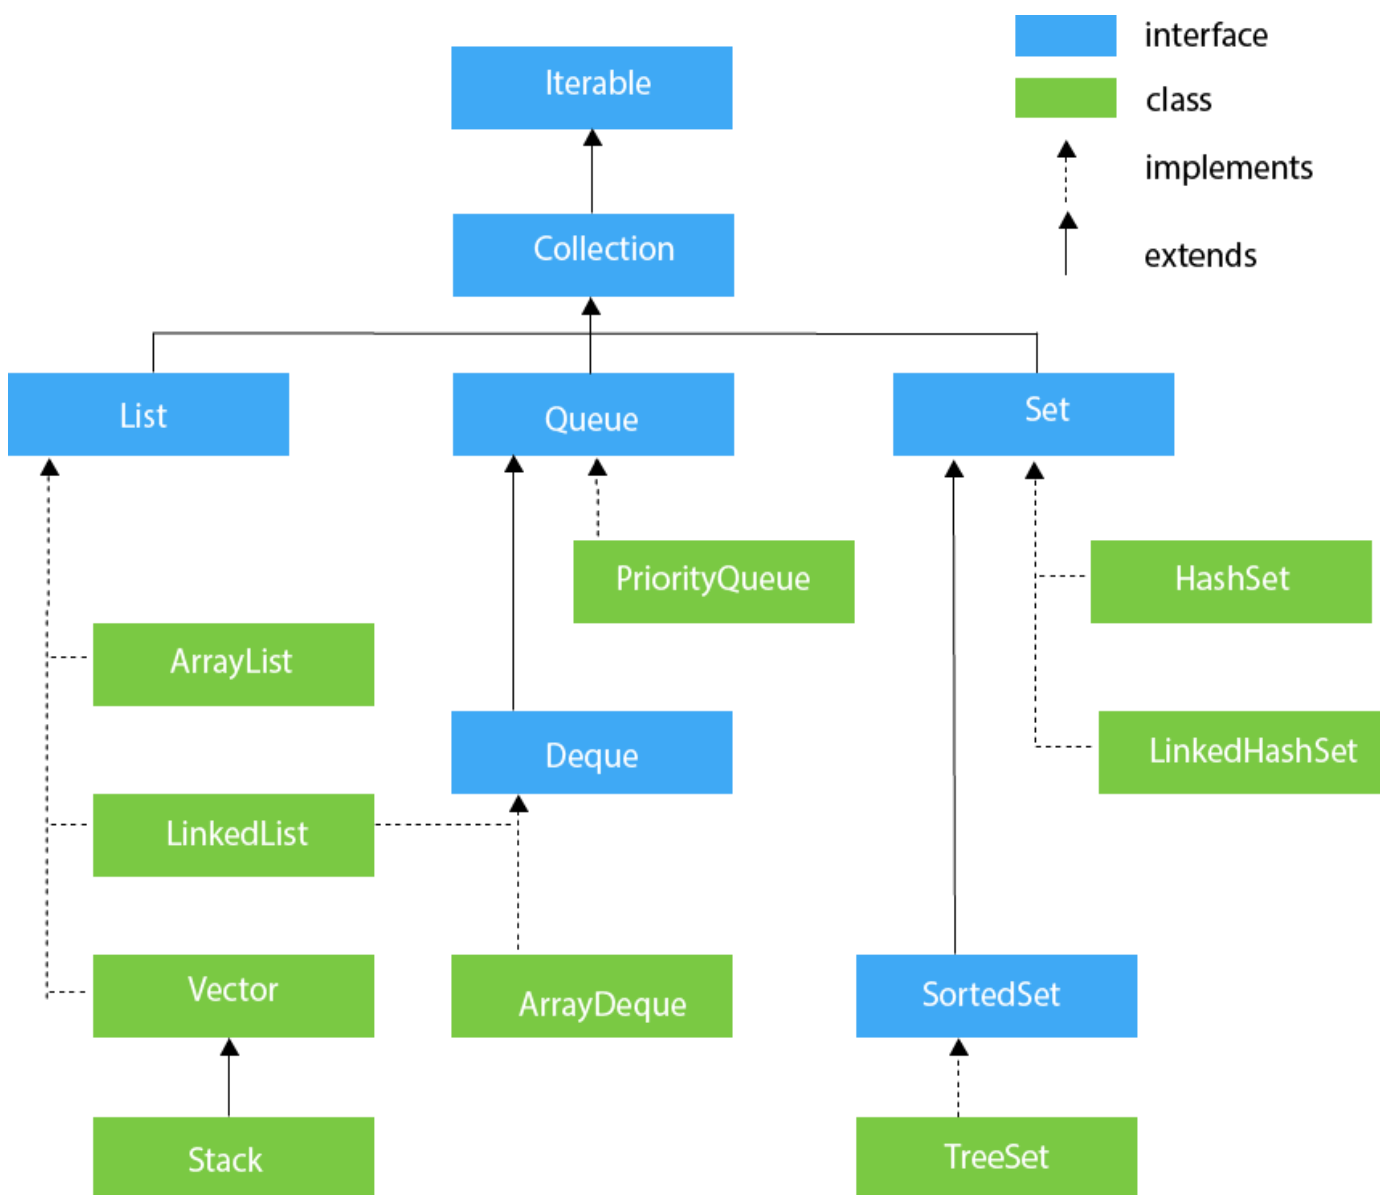 interface
Iterable
class
implements
Collection
extends
List
Queue
Set
PriorityQueue
HashSet
ArrayList
Deque
LinkedHashSet
LinkedList
Vector
ArrayDeque
SortedSet
Stack
TreeSet